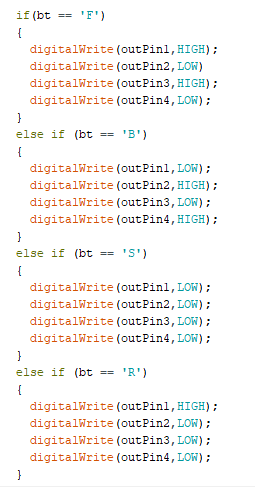 if(bt == 'F')
{
digitalWrite(outPin1,HIGH);
digitalWrite(outPin2,LOW)
digitalWrite(outPin3,HIGH);
digitalWrite(outPin4,LOW);
}
else if (bt == 'B')
{
digitalWrite(outPin1,LOW);
digitalWrite(outPin2,HIGH);
digitalWrite(outPin3,LOW);
digitalWrite(outPin4,HIGH);
}
else if (bt == 'S')
{
digitalWrite(outPin1,LOW);
digitalWrite(outPin2,LOW);
digitalWrite(outPin3,LOW);
digitalWrite(outPin4,LOW);
}
else if (bt == 'R')
{
digitalWrite(outPin1,HIGH);
digitalWrite(outPin2,LOW);
digitalWrite(outPin3,LOW);
digitalWrite(outPin4,LOW);
}